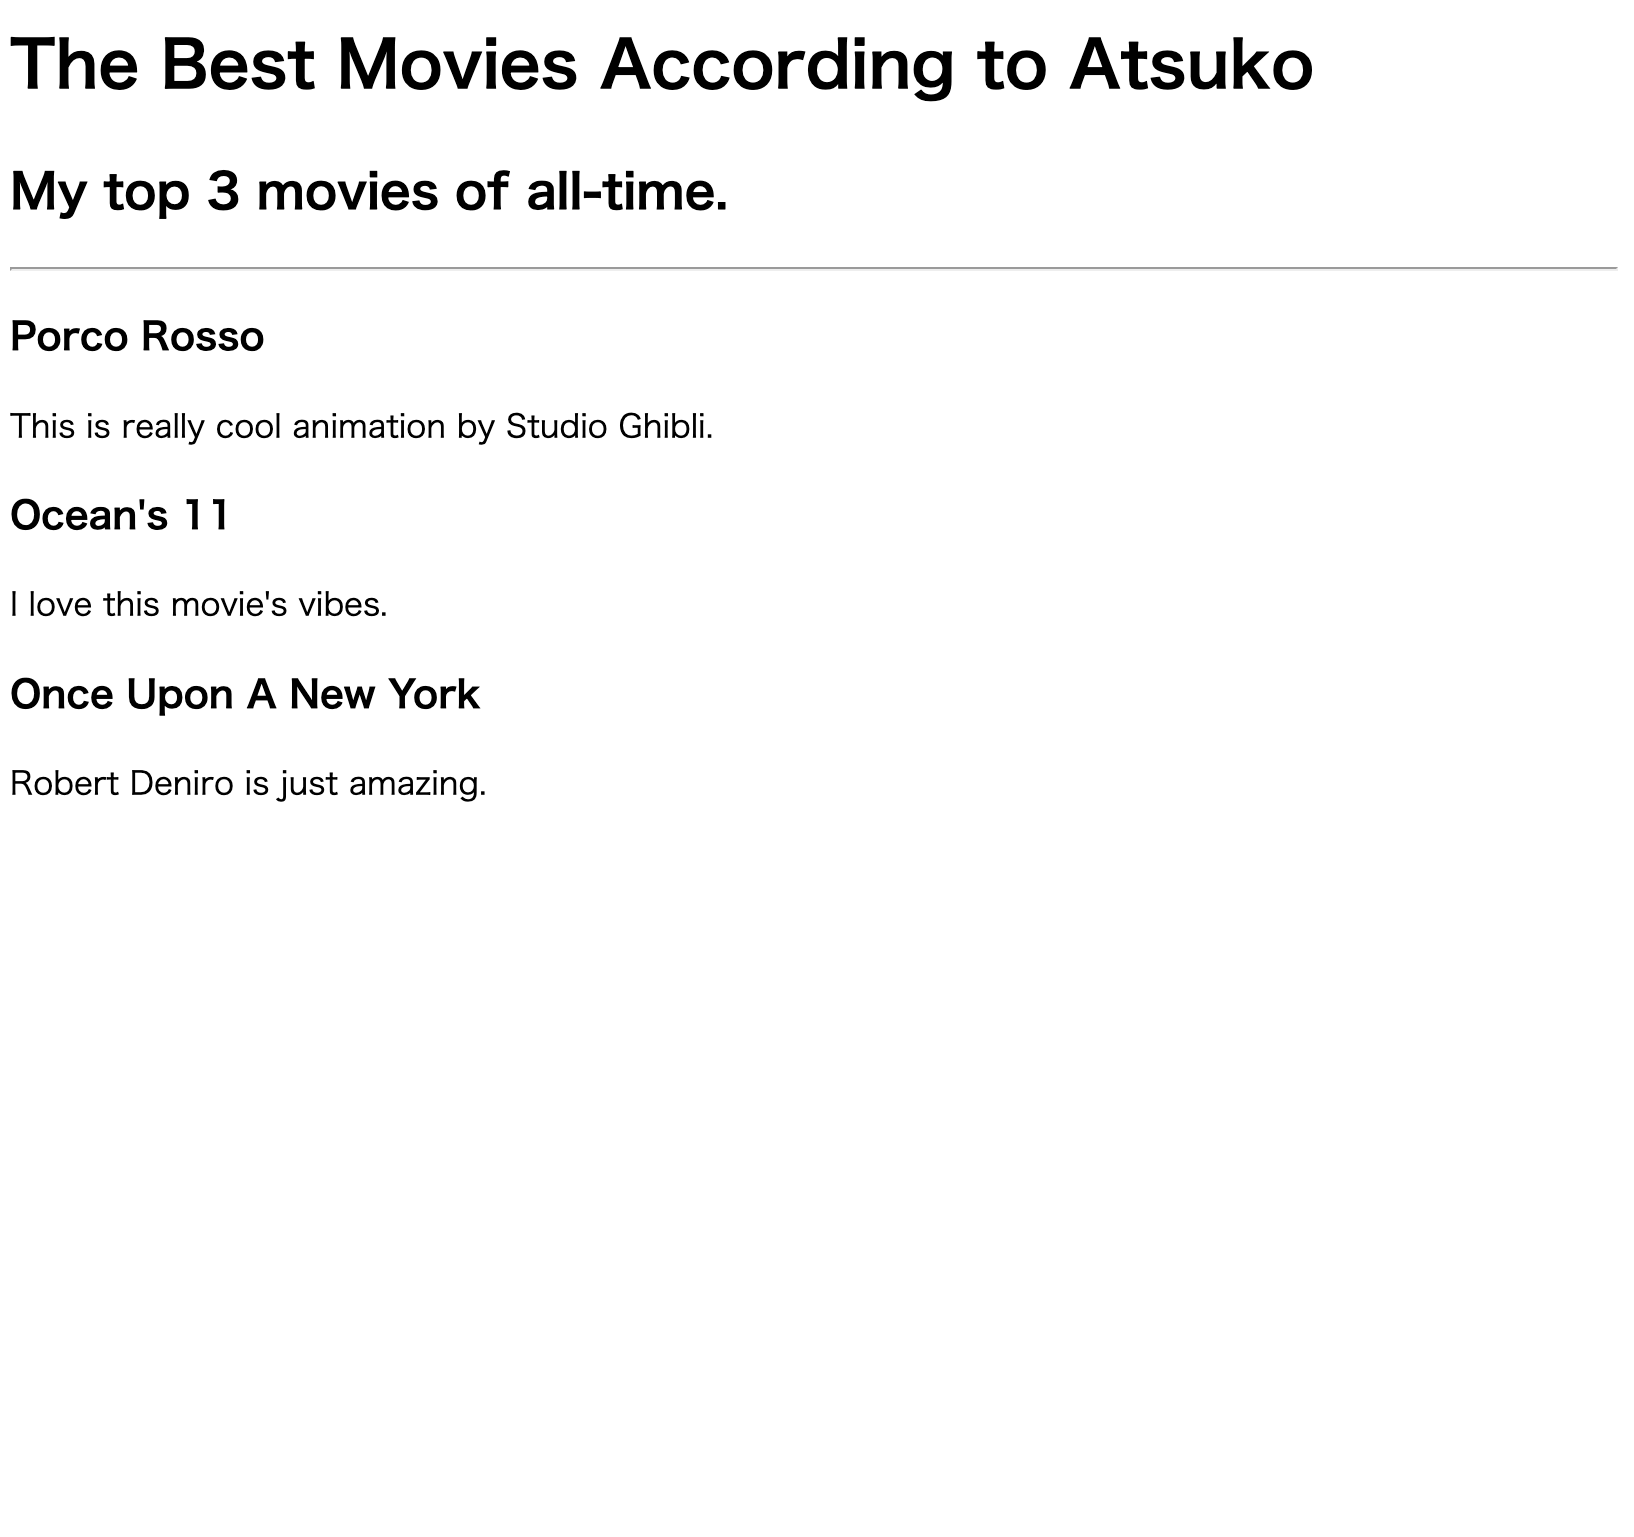 The Best Movies According to Atsuko
My top 3 movies of all-time.
Porco Rosso
This is really cool animation by Studio Ghibli.
Ocean's 11
I love this movie's vibes.
Once Upon A New York
Robert Deniro is just amazing.